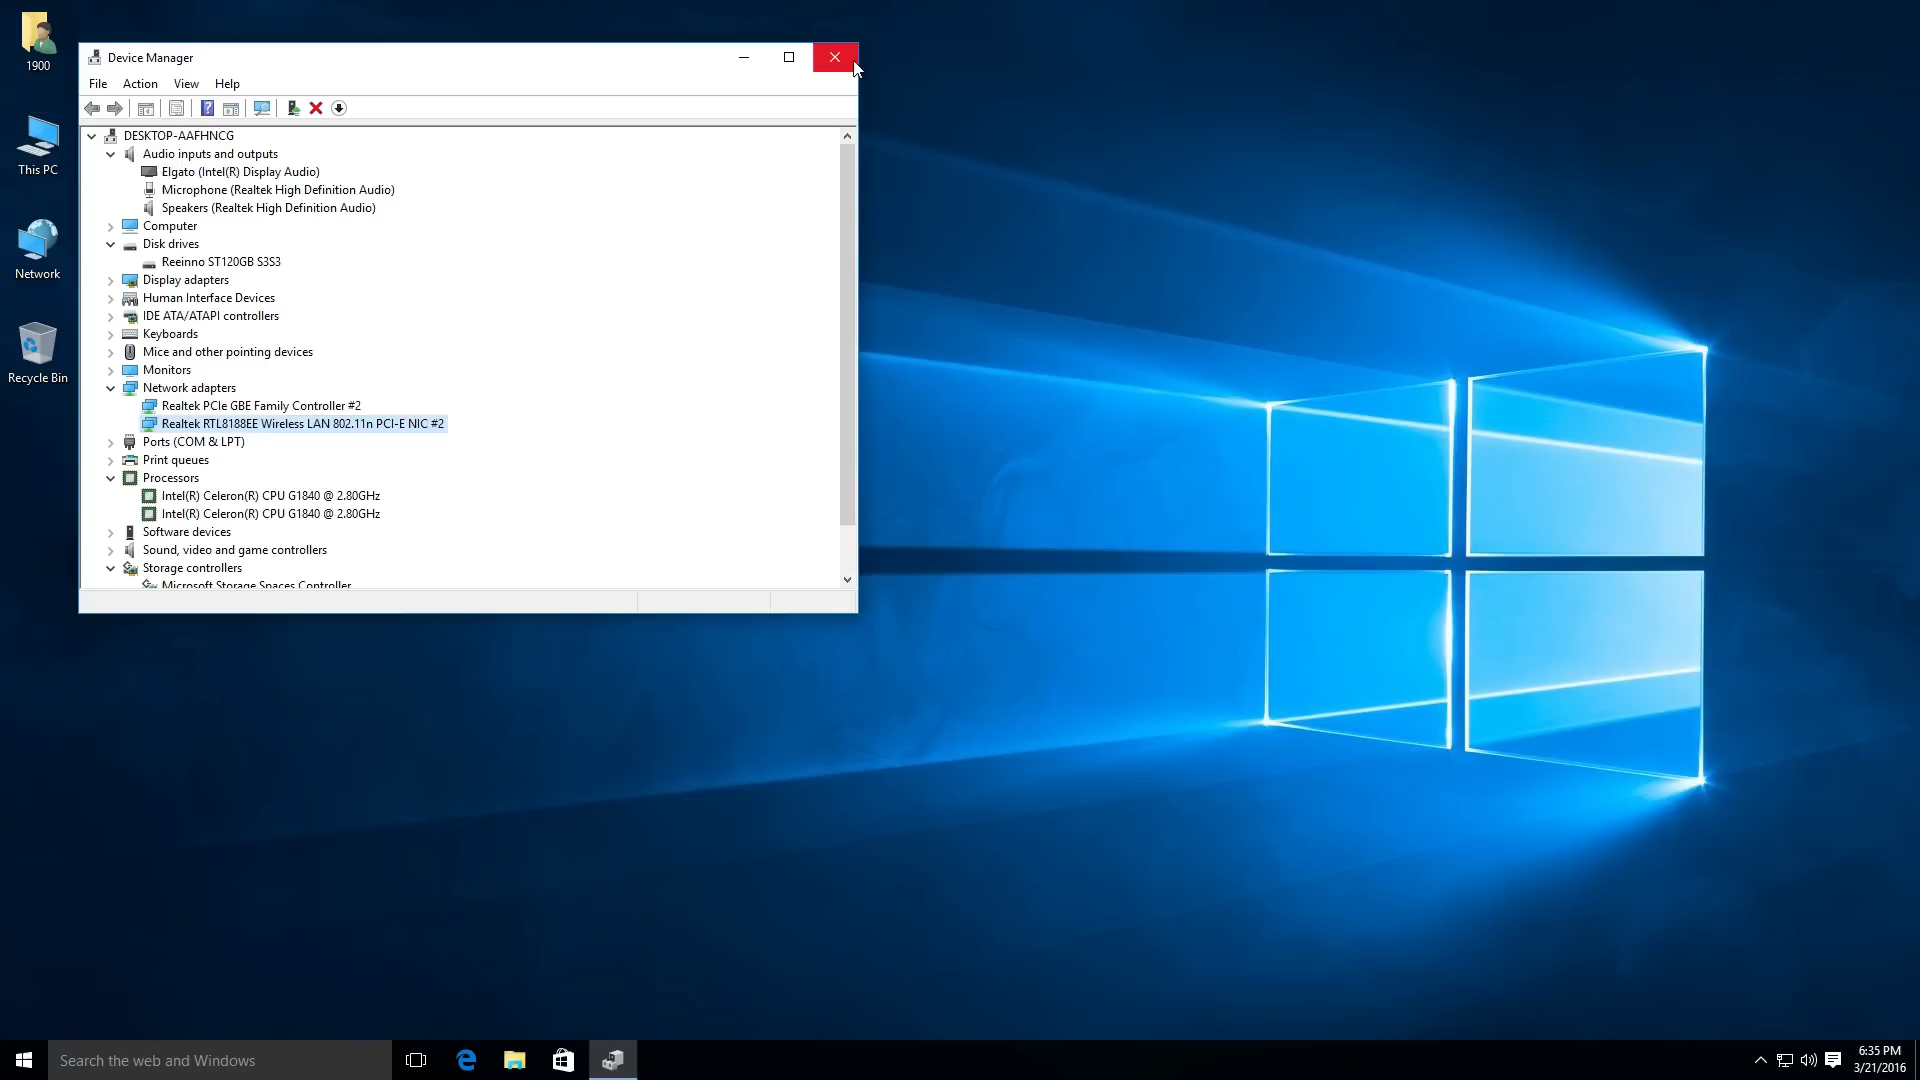 1900
This PC
Network
Recycle Bin
Device Manager
File Action View Help
DESKTOP-AAFHNCG
Audio inputs and outputs
Elgato (Intel(R) Display Audio)
Microphone (Realtek High Definition Audio)
Speakers (Realtek High Definition Audio)
Computer
Disk drives
Reeinno ST120GB S3S3
Display adapters
Human Interface Devices
IDE ATA/ATAPI controllers
Keyboards
Mice and other pointing devices
Monitors
Network adapters
Realtek PCIe GBE Family Controller #2
Realtek RTL8188EE Wireless LAN 802.11n PCI-E NIC #2
Ports (COM & LPT)
Print queues
Processors
Intel(R) Celeron(R) CPU G1840 @ 2.80GHz
Intel(R) Celeron(R) CPU G1840 @ 2.80GHz
Software devices
Sound, video and game controllers
Storage controllers
Microsoft Storage Spaces Controller
Search the web and Windows
6:35 PM
3/21/2016